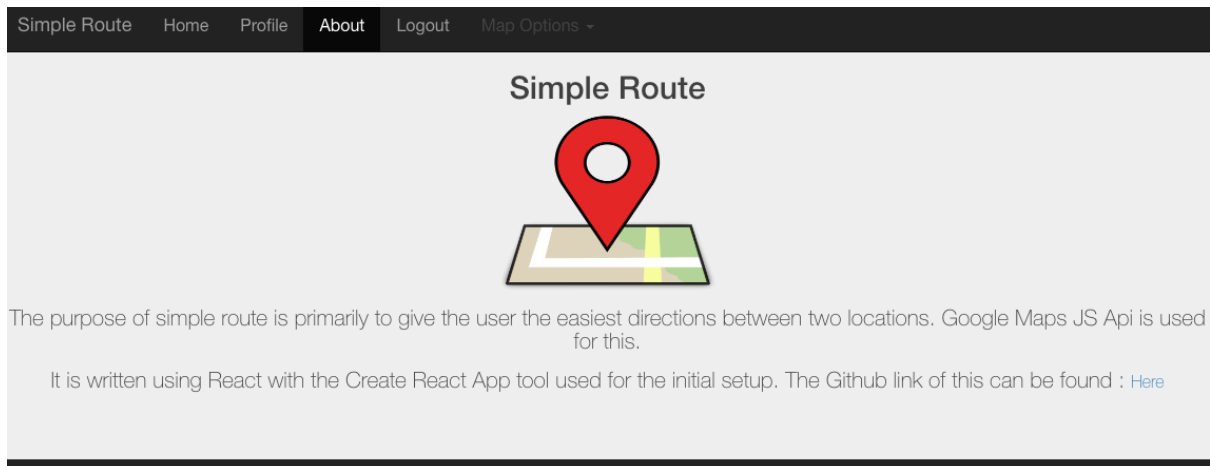 Simple Route Home Profile About Logout Map Options
Simple Route
The purpose of simple route is primarily to give the user the easiest directions between two locations. Google Maps JS Api is used
for this.
It is written using React with the Create React App tool used for the initial setup. The Github link of this can be found : Here